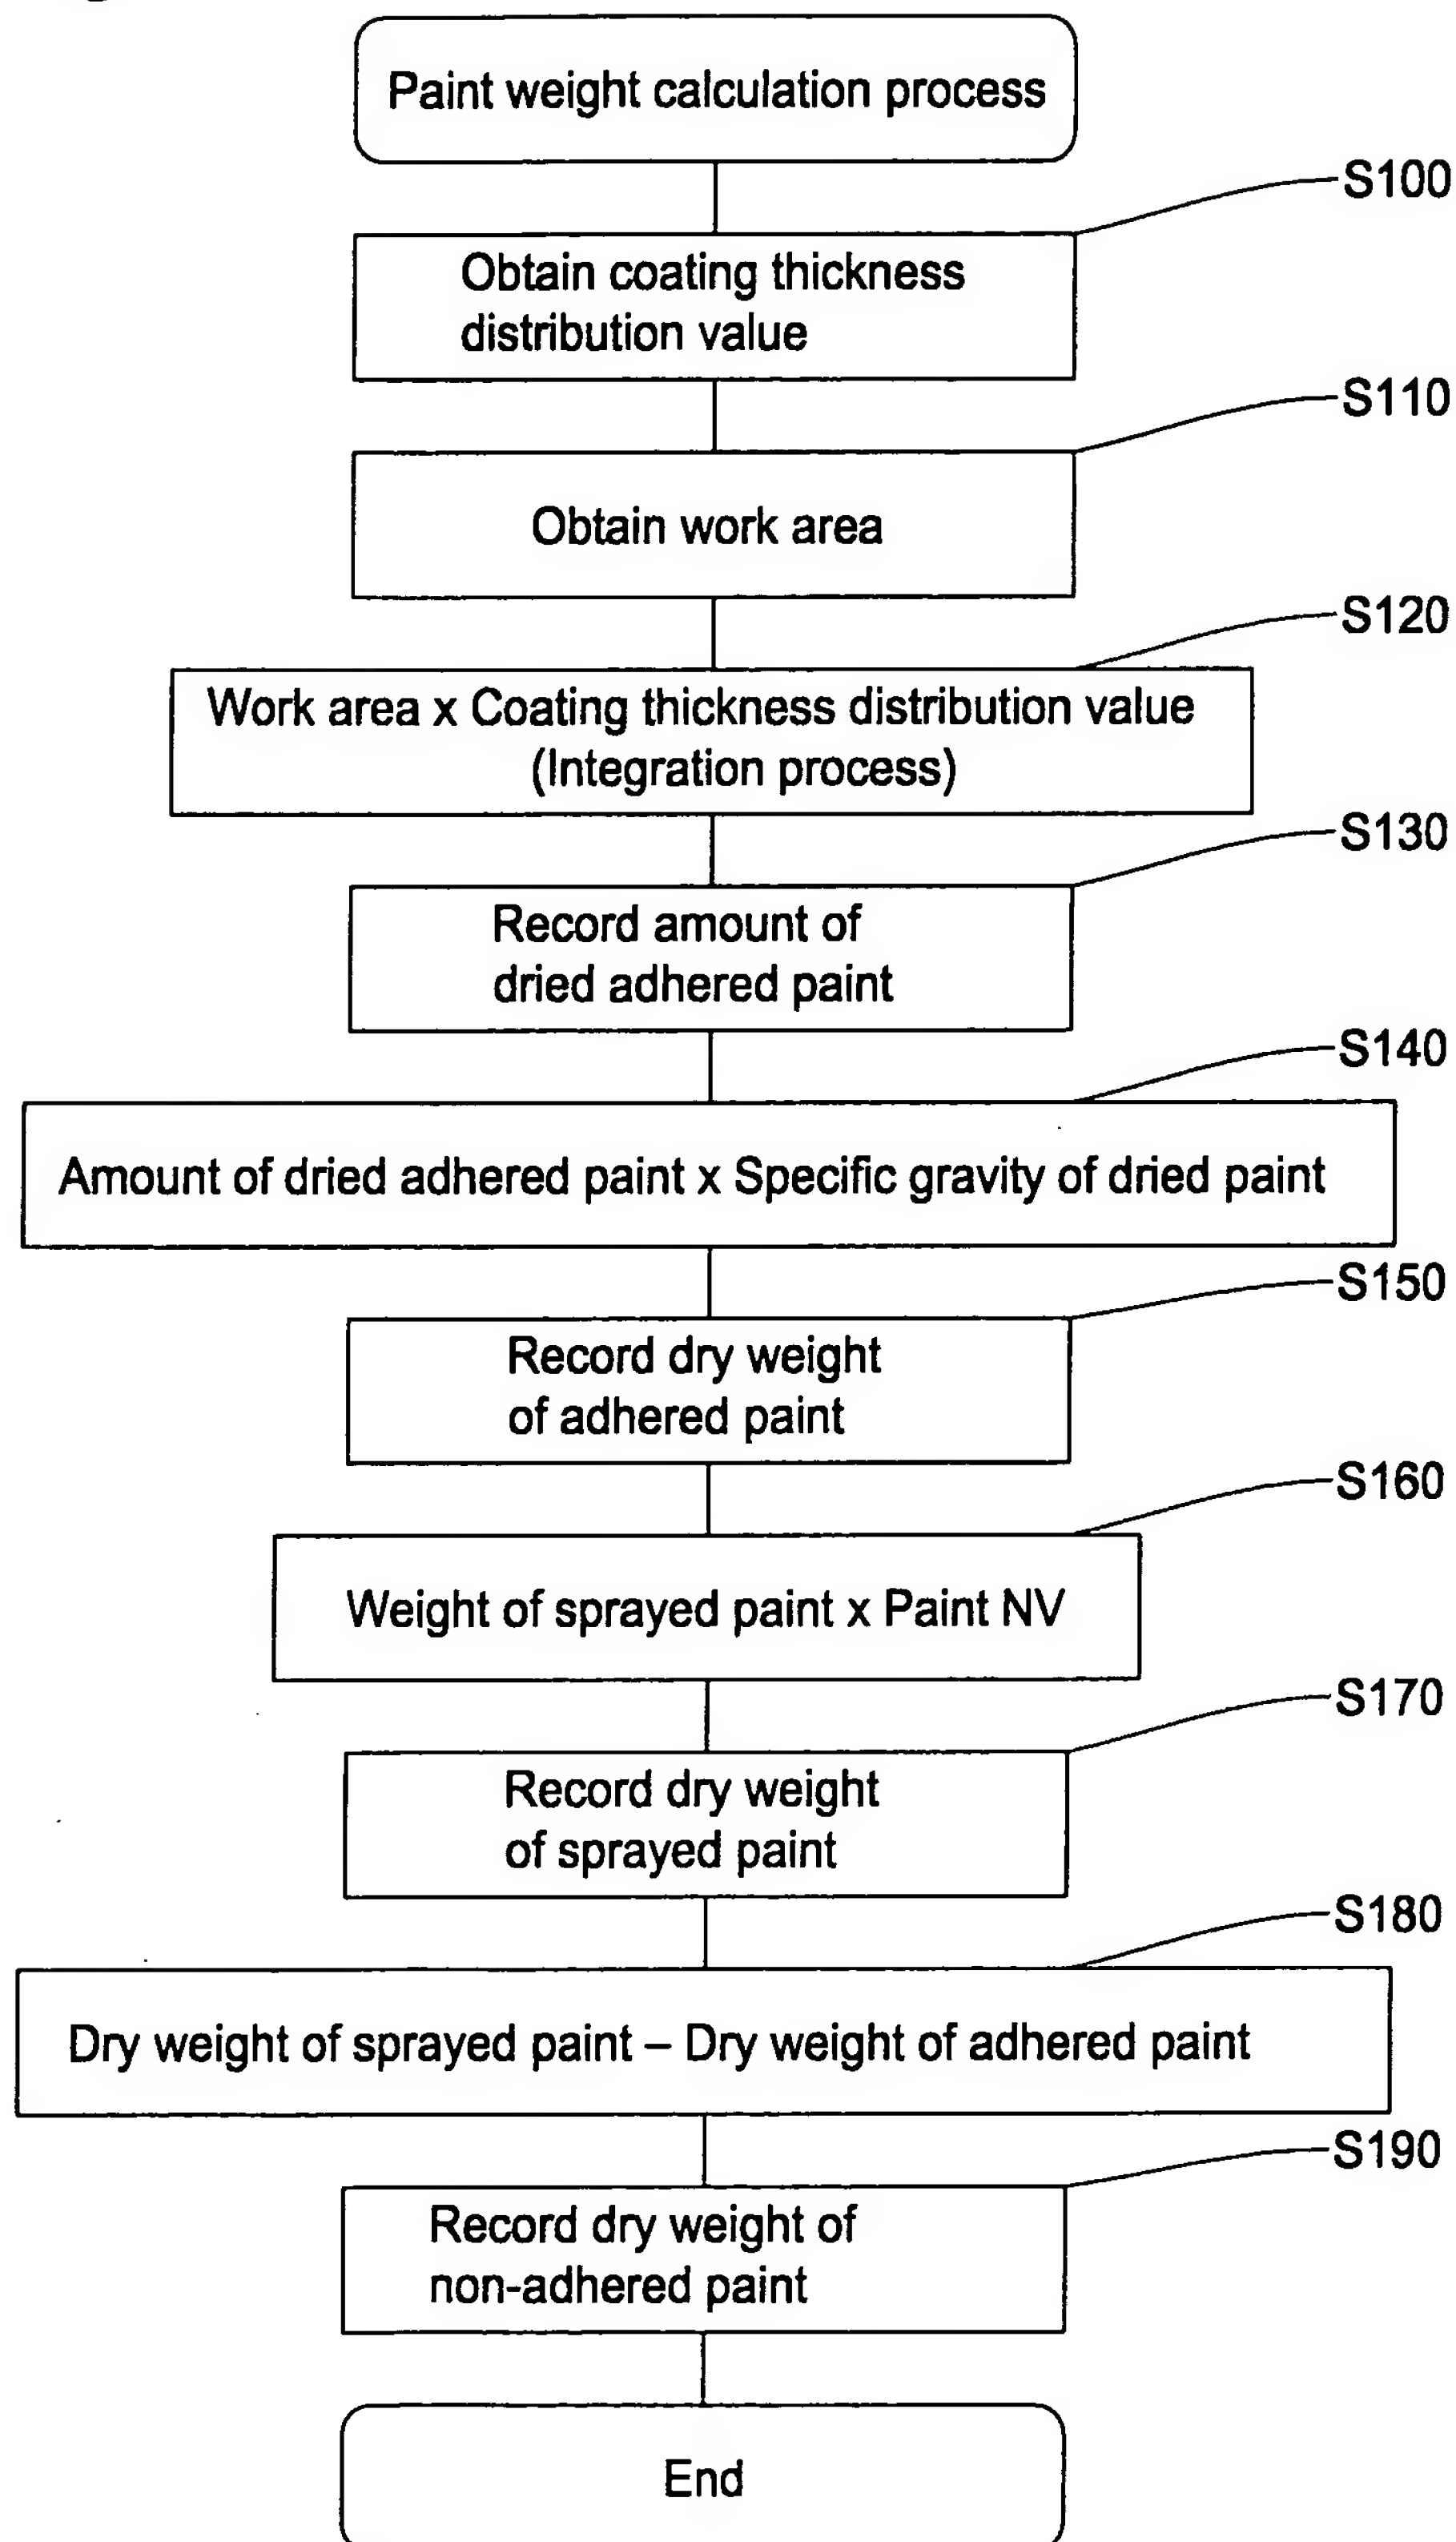 Paint weight calculation process
S100
Obtain coating thickness
distribution value
S110
Obtain work area
S120
Work area x Coating thickness distribution value
(Integration process)
S130
Record amount of
dried adhered paint
S140
Amount of dried adhered paint x Specific gravity of dried paint
S150
Record dry weight
of adhered paint
S160
Weight of sprayed paint x Paint NV
S170
Record dry weight
of sprayed paint
S180
Dry weight of sprayed paint – Dry weight of adhered paint
S190
Record dry weight of
non-adhered paint
End